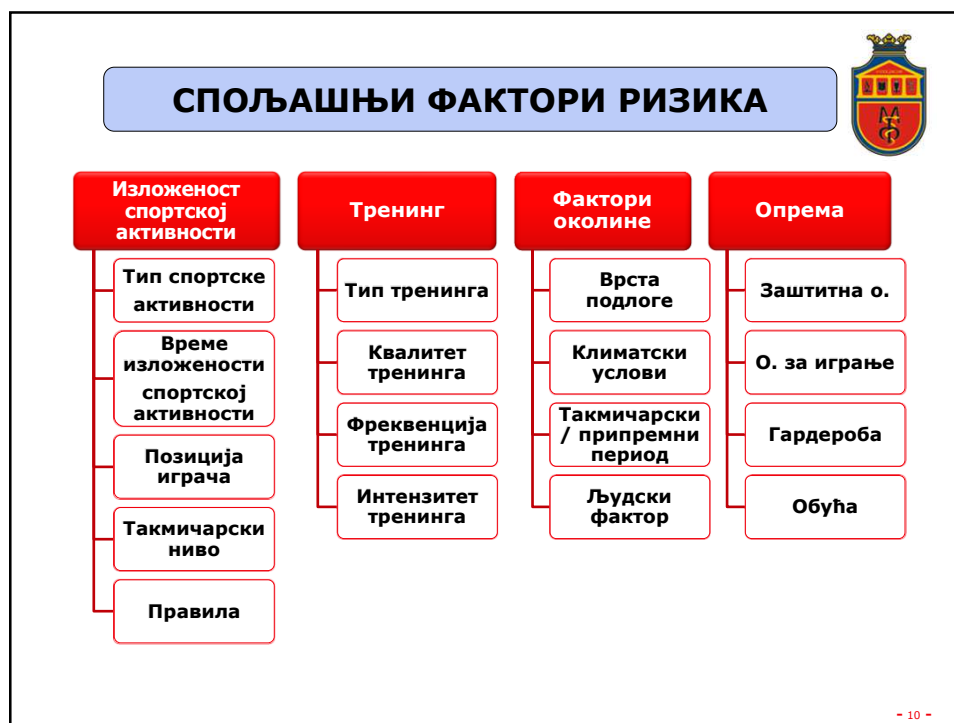 СПОЉАШЊИ ФАКТОРИ РИЗИКА
Изложеност
спортској
активности
Тип спортске
активности
Време
изложености
спортској
активности
Позиција
играча
Такмичарски
ниво
Правила
Тренинг
Тип тренинга
Квалитет
тренинга
Фреквенција
тренинга
Интензитет
тренинга
Фактори
околине
Врста
подлоге
Климатски
услови
Такмичарски
/ припремни
период
Људски
фактор
Опрема
Заштитна о.
О. за играње
Гардероба
Обућа
- 10 -